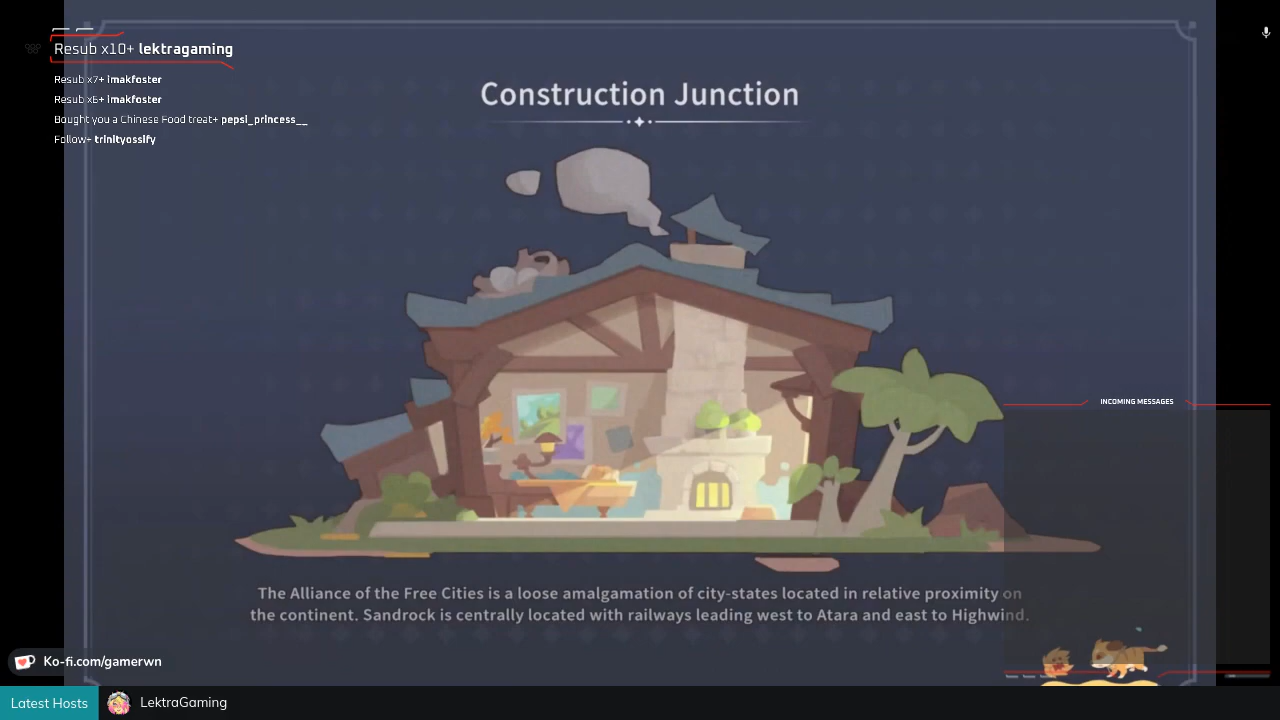 Resub x10+ lektragaming
Resub x7+ imakfoster
Resub x6+ imakfoster
Bought you a Chinese Food treat+ pepsi_princess__
Follow+ trinityossify
Construction Junction
INCOMING MESSAGES
The Alliance of the Free Cities is a loose amalgamation of city-states located in relative proximity on
the continent. Sandrock is centrally located with railways leading west to Atara and east to Highwind.
Ko-fi.com/gamerwn
Latest Hosts
LektraGaming